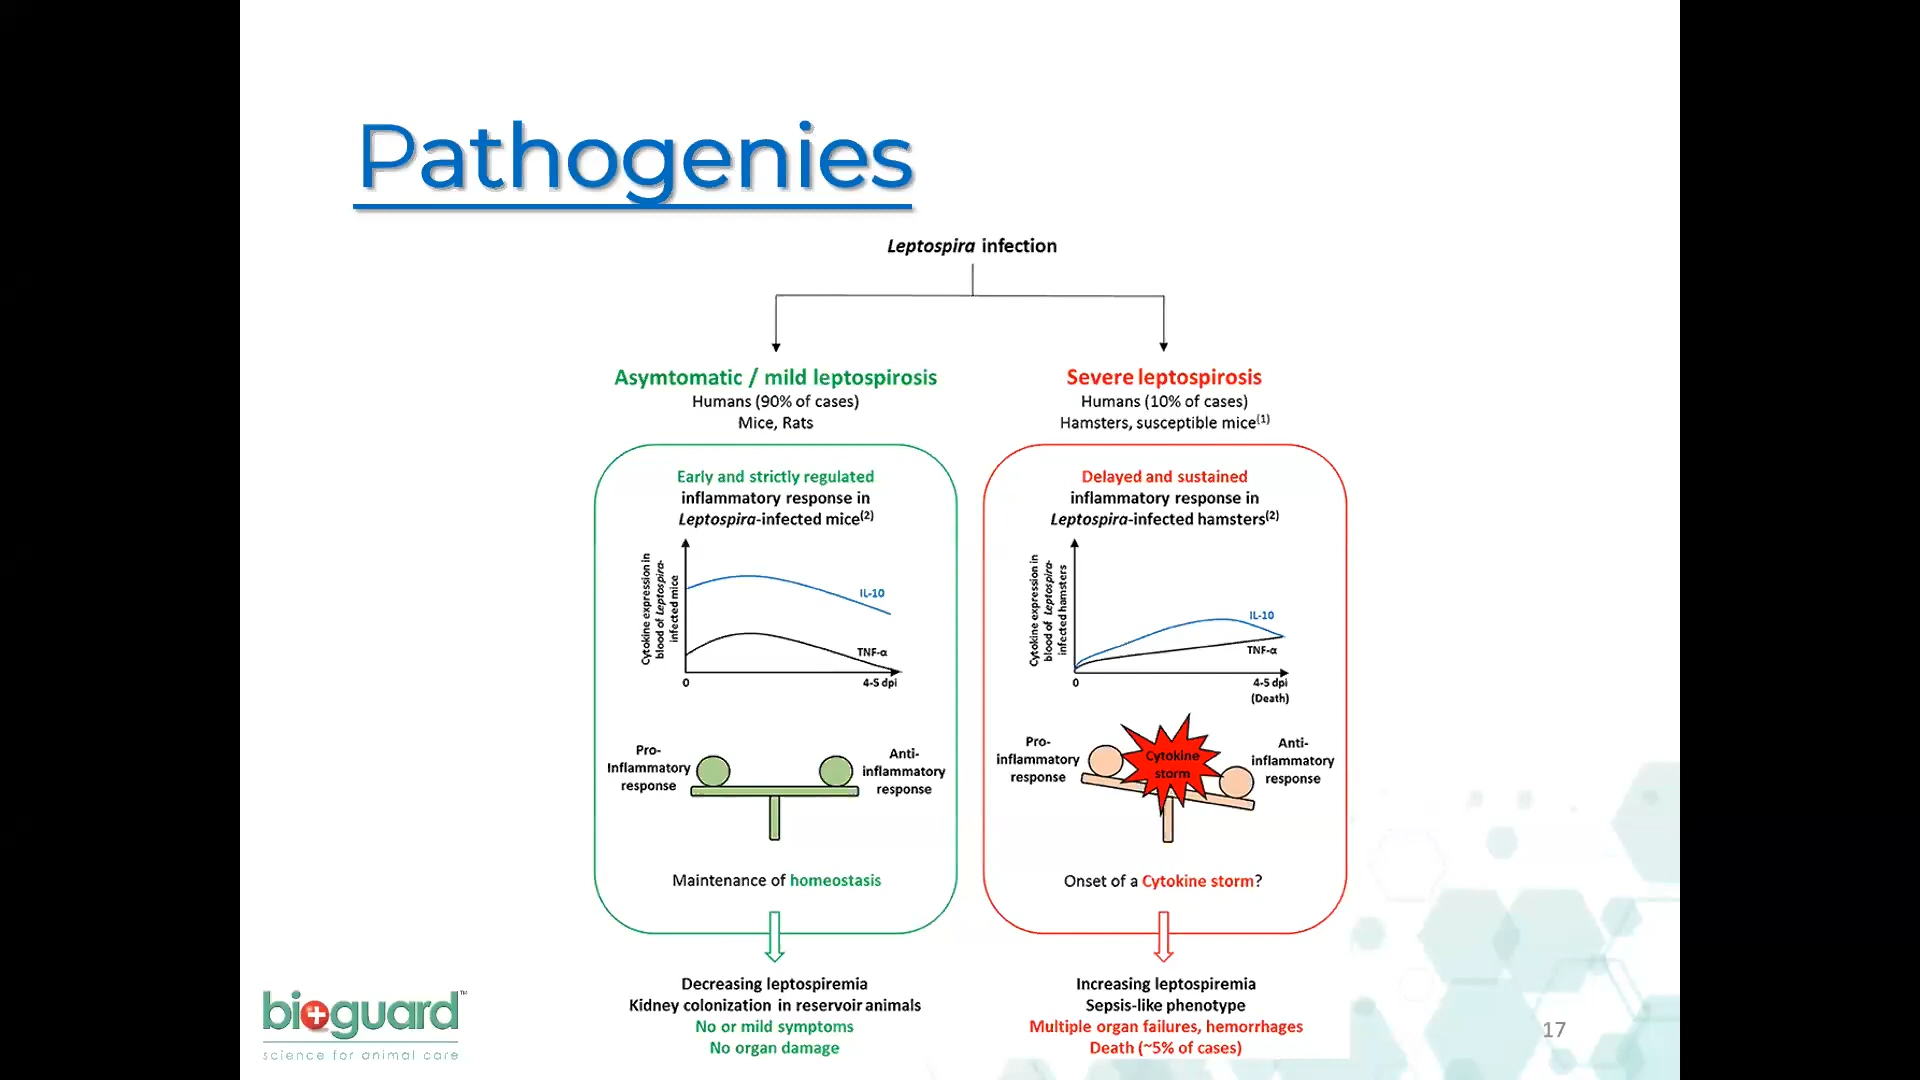 Pathogenies
Leptospira infection
Asymtomatic / mild leptospirosis
Humans (90% of cases)
Mice, Rats
Early and strictly regulated
inflammatory response in
Leptospira-infected mice(2)
Cytokine expression in
blood of Leptospira-
infected mice
IL-10
TNF-α
0
4-5 dpi
Pro-
Inflammatory
response
Anti-
inflammatory
response
Maintenance of homeostasis
Decreasing leptospiremia
Kidney colonization in reservoir animals
No or mild symptoms
No organ damage
Severe leptospirosis
Humans (10% of cases)
Hamsters, susceptible mice(1)
Delayed and sustained
inflammatory response in
Leptospira-infected hamsters(2)
Cytokine expression in
blood of Leptospira-
infected hamsters
IL-10
TNF-α
0
4-5 dpi
(Death)
Pro-
inflammatory
response
Cytokine
storm
Anti-
inflammatory
response
Onset of a Cytokine storm?
Increasing leptospiremia
Sepsis-like phenotype
Multiple organ failures, hemorrhages
Death (~5% of cases)
bioguard™
science for animal care
17